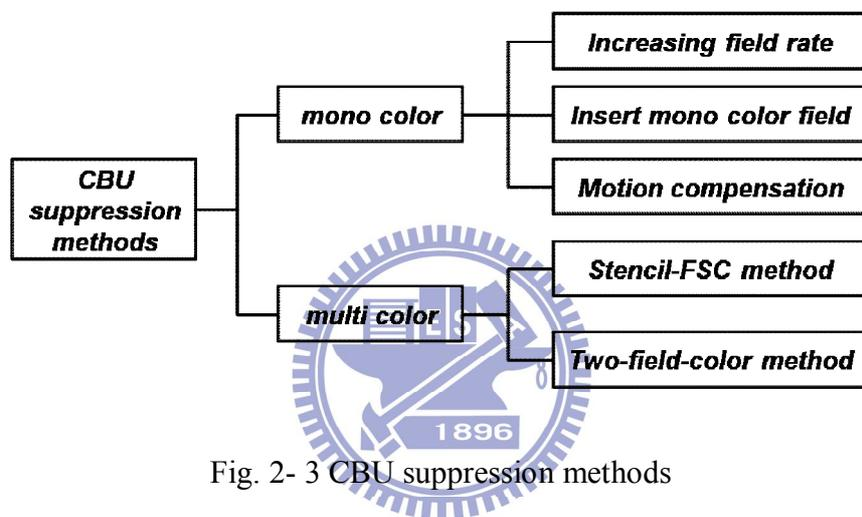 Increasing field rate
mono color
Insert mono color field
CBU
suppression
methods
Motion compensation
Stencil-FSC method
multi color
E S
Two-field-color method
1896
Fig. 2- 3 CBU suppression methods